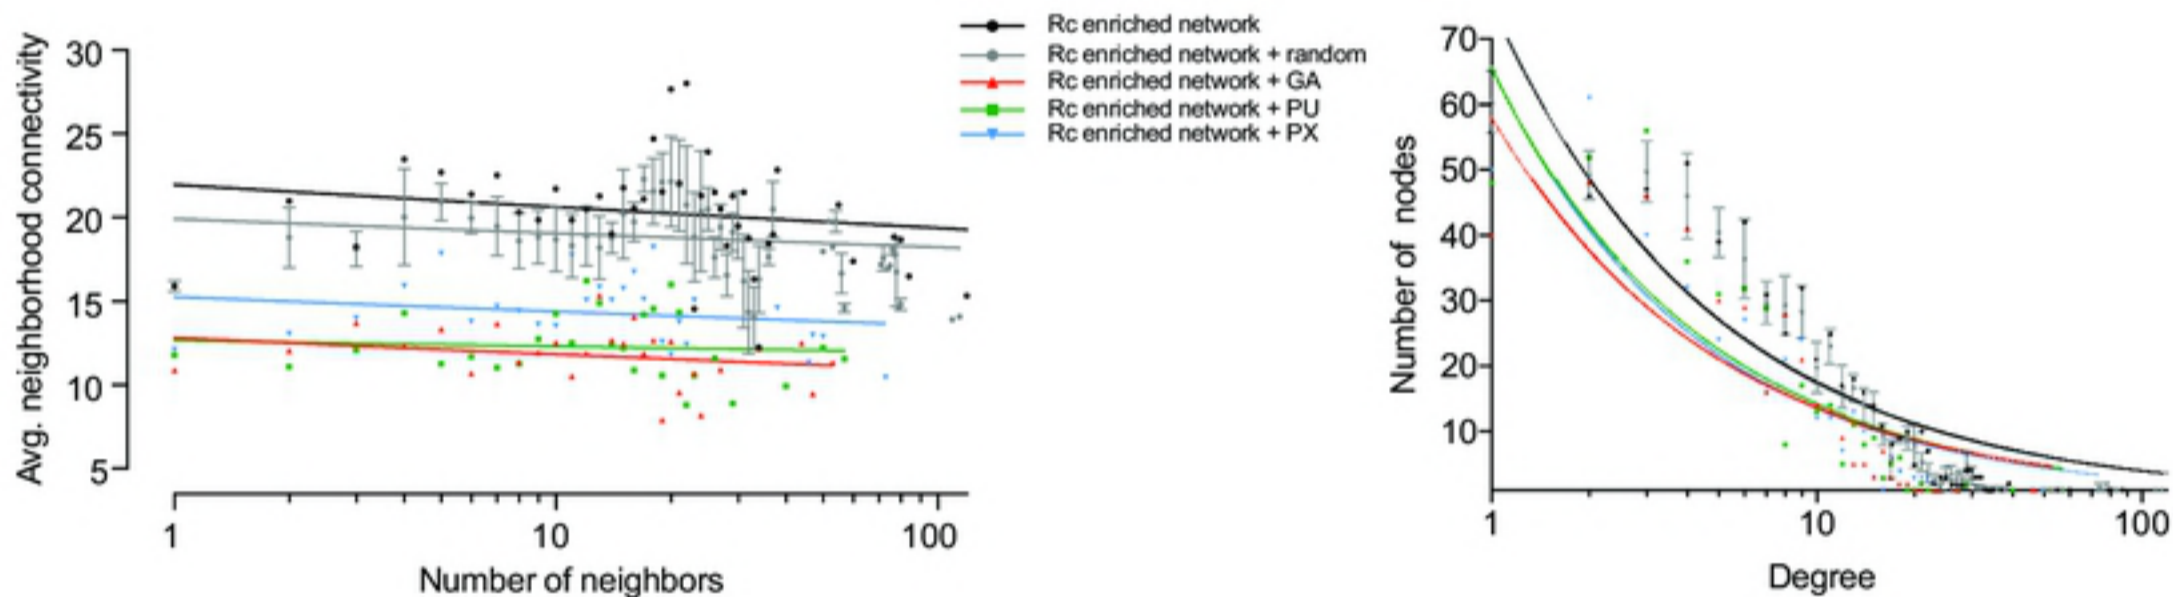 Avg. neighborhood connectivity
30
25
20
15
10
5
1
10
100
Number of neighbors
Rc enriched network
Rc enriched network + random
Rc enriched network + GA
Rc enriched network + PU
Rc enriched network + PX
Number of nodes
70
60
50
40
30
20
10
1
10
100
Degree